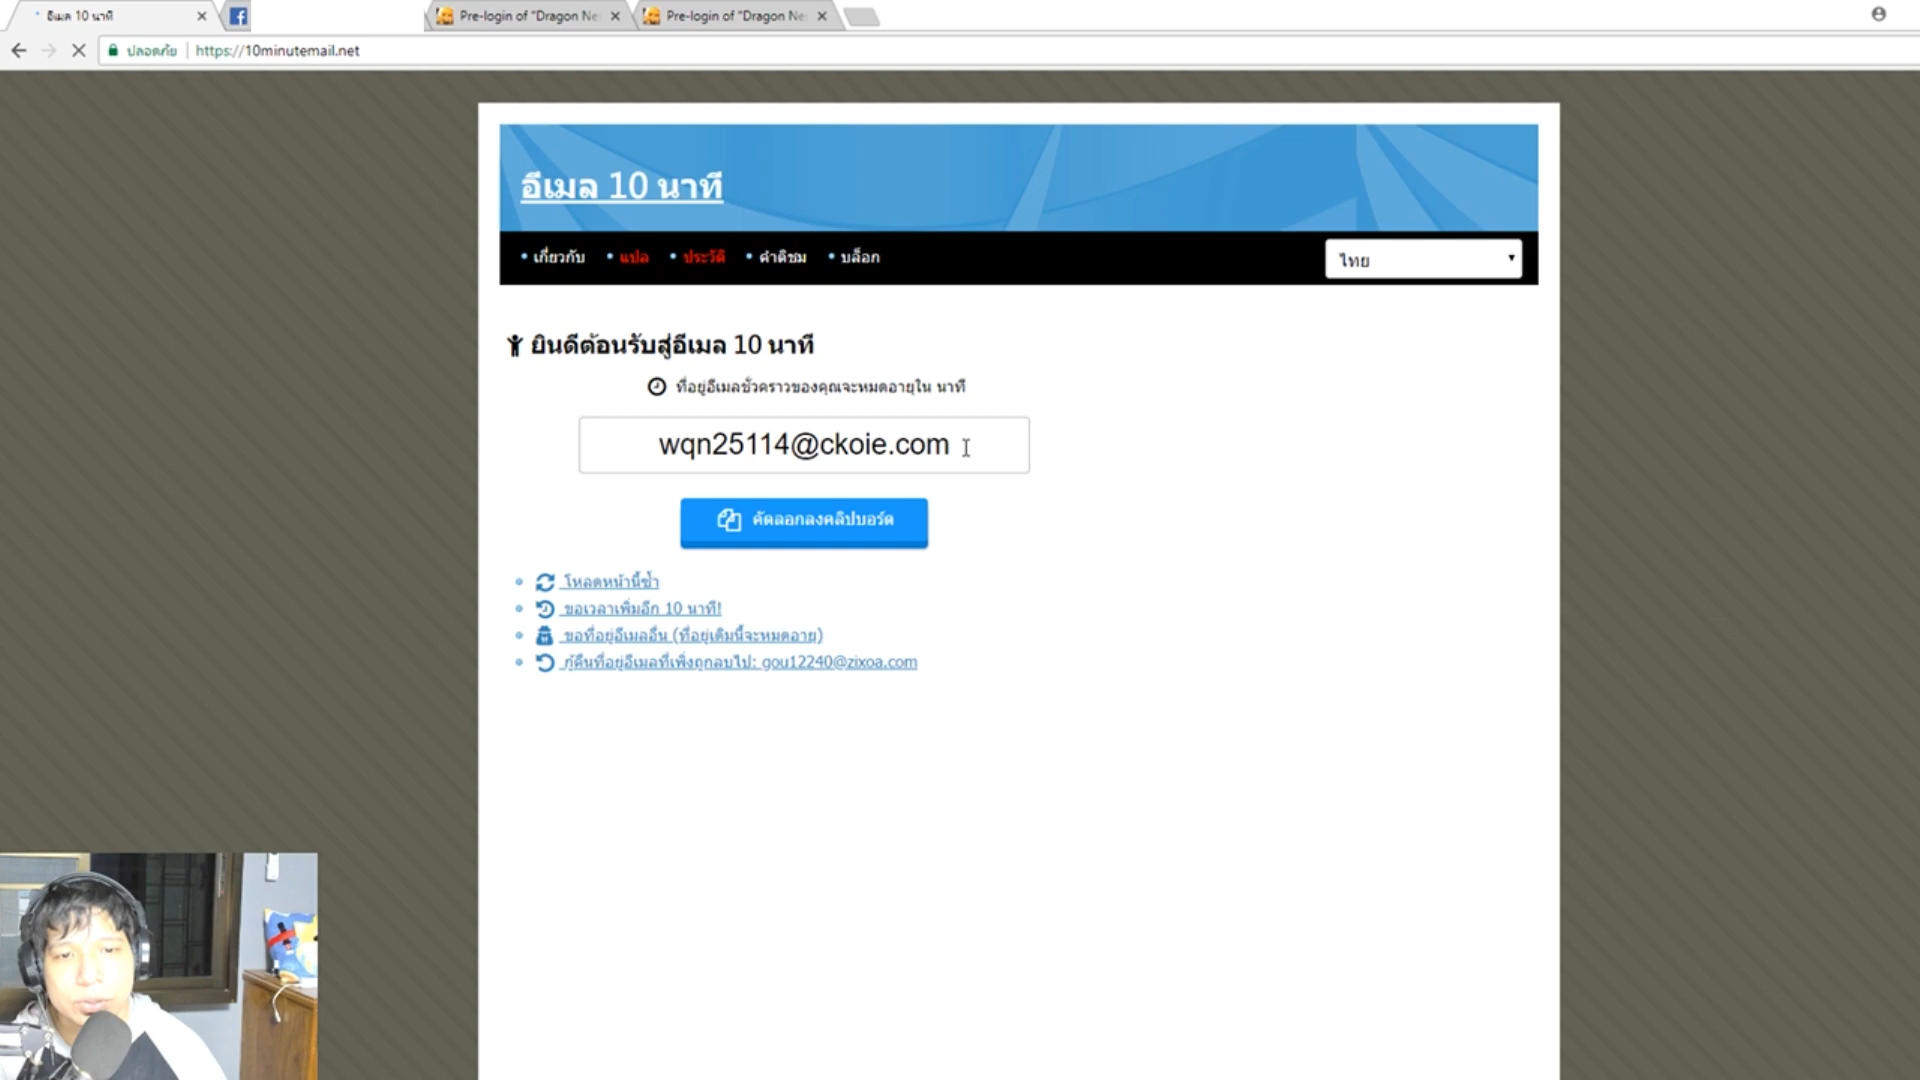 อีเมล 10 นาที
Pre-login of "Dragon Ne
Pre-login of "Dragon Ne
ปลอดภัย https://10minutemail.net
อีเมล 10 นาที
เกี่ยวกับ แปล ประวัติ คำติชม บล็อก ไทย
ยินดีต้อนรับสู่อีเมล 10 นาที
ที่อยู่อีเมลชั่วคราวของคุณจะหมดอายุใน นาที
wqn25114@ckoie.com
คัดลอกลงคลิปบอร์ด
โหลดหน้านี้ซ้ำ
ขอเวลาเพิ่มอีก 10 นาที!
ขอที่อยู่อีเมลอื่น (ที่อยู่เดิมนี้จะหมดอายุ)
กู้คืนที่อยู่อีเมลที่เพิ่งถูกลบไป: gou12240@zixoa.com